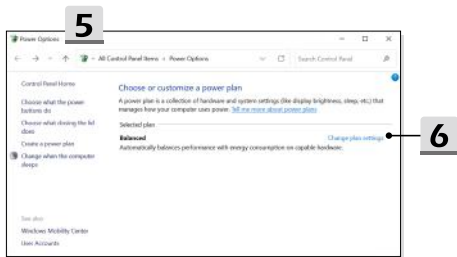 5
Power Options
All Control Panel Items
Power Options
Search Control Panel
Control Panel Home
Choose what the power
buttons do
Choose what closing the lid
does
Create a power plan
Change when the computer
sleeps
See also
Windows Mobility Center
User Accounts
Choose or customize a power plan
A power plan is a collection of hardware and system settings (like display brightness, sleep, etc.) that
manages how your computer uses power. Tell me more about power plans
Selected plan
Balanced
Change plan settings
Automatically balances performance with energy consumption on capable hardware.
6